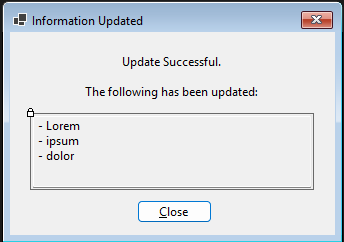 Information Updated
Update Successful.
The following has been updated:
- Lorem
- ipsum
- dolor
Close